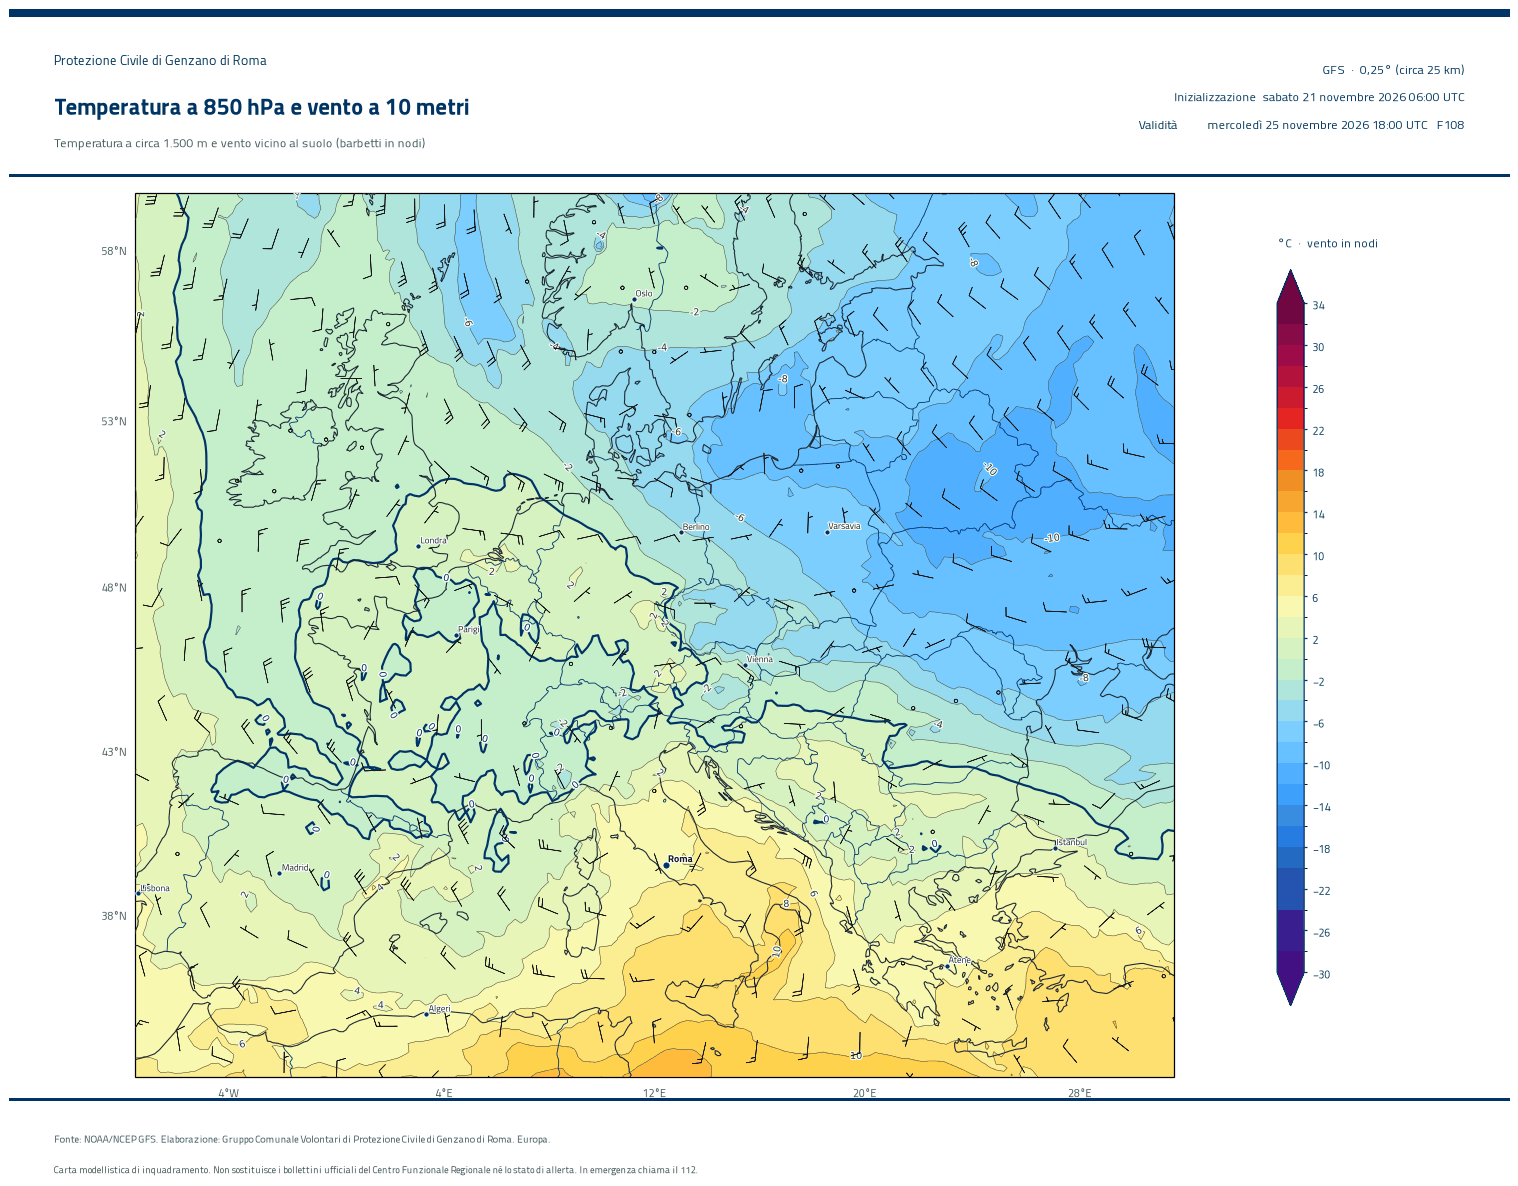 Protezione Civile di Genzano di Roma
Temperatura a 850 hPa e vento a 10 metri
Temperatura a circa 1.500 m e vento vicino al suolo (barbetti in nodi)
GFS · 0,25° (circa 25 km)
Inizializzazione sabato 21 novembre 2026 06:00 UTC
Validità mercoledì 25 novembre 2026 18:00 UTC F108
°C · vento in nodi
34
30
26
22
18
14
10
6
2
−2
−6
−10
−14
−18
−22
−26
−30
58°N
53°N
48°N
43°N
38°N
4°W
4°E
12°E
20°E
28°E
Oslo
Londra
Berlino
Varsavia
Parigi
Vienna
Roma
Madrid
Lisbona
Istanbul
Atene
Algeri
Fonte: NOAA/NCEP GFS. Elaborazione: Gruppo Comunale Volontari di Protezione Civile di Genzano di Roma. Europa.
Carta modellistica di inquadramento. Non sostituisce i bollettini ufficiali del Centro Funzionale Regionale né lo stato di allerta. In emergenza chiama il 112.